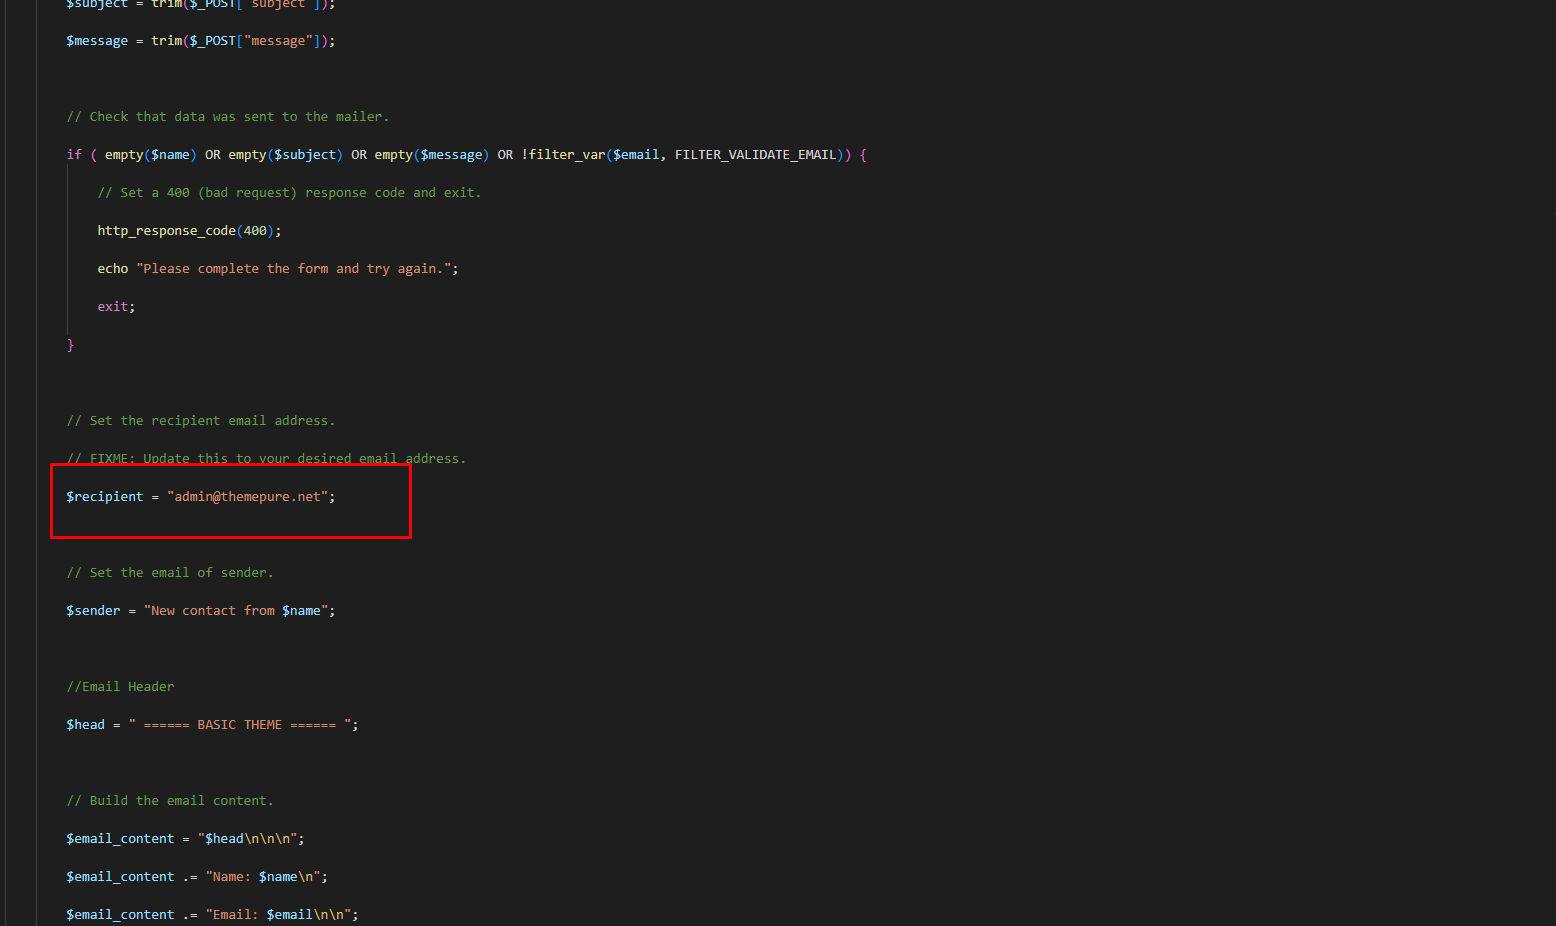 $subject = trim($_POST["subject"]);
$message = trim($_POST["message"]);
// Check that data was sent to the mailer.
if ( empty($name) OR empty($subject) OR empty($message) OR !filter_var($email, FILTER_VALIDATE_EMAIL)) {
// Set a 400 (bad request) response code and exit.
http_response_code(400);
echo "Please complete the form and try again.";
exit;
}
// Set the recipient email address.
// FIXME: Update this to your desired email address.
$recipient = "admin@themepure.net";
// Set the email of sender.
$sender = "New contact from $name";
//Email Header
$head = " ====== BASIC THEME ====== ";
// Build the email content.
$email_content = "$head\n\n\n";
$email_content .= "Name: $name\n";
$email_content .= "Email: $email\n\n";